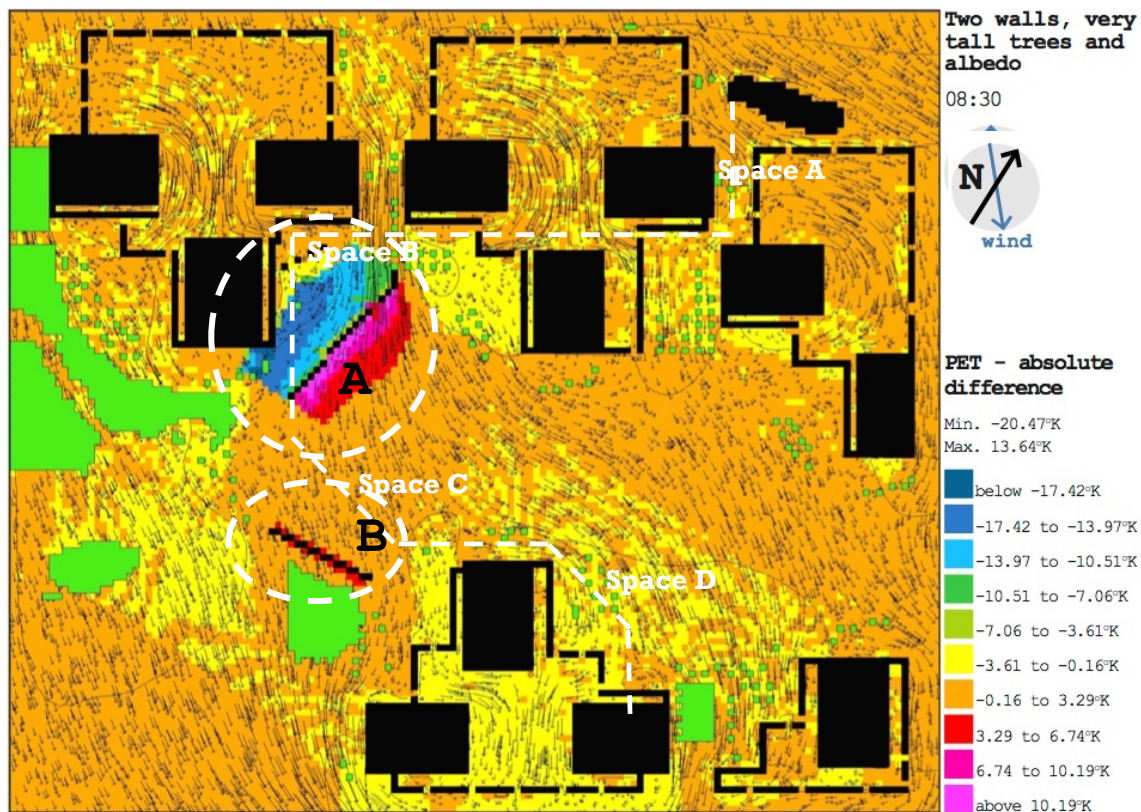 Two walls, very
tall trees and
albedo
08:30
N
wind
Space A
Space B
A
Space C
B
Space D
PET - absolute
difference
Min. -20.47°K
Max. 13.64°K
below -17.42°K
-17.42 to -13.97°K
-13.97 to -10.51°K
-10.51 to -7.06°K
-7.06 to -3.61°K
-3.61 to -0.16°K
-0.16 to 3.29°K
3.29 to 6.74°K
6.74 to 10.19°K
above 10.19°K